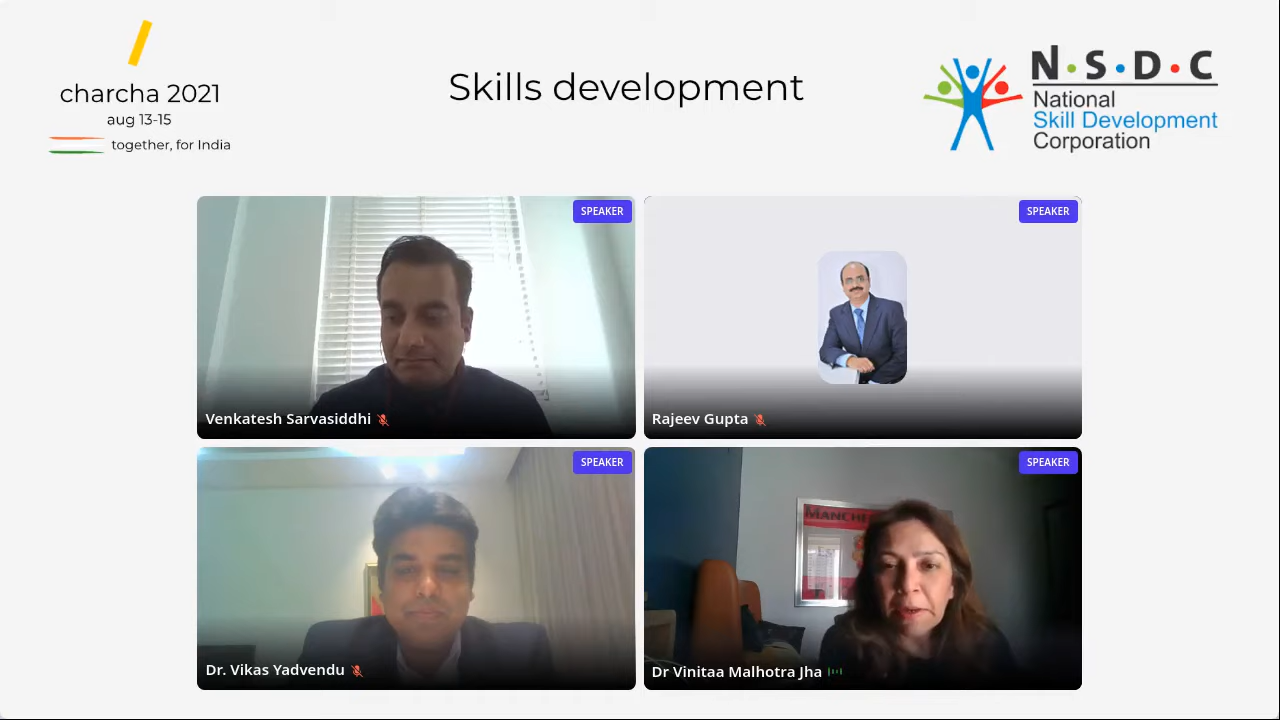 charcha 2021
aug 13-15
together, for India
Skills development
N·S·D·C
National
Skill Development
Corporation
SPEAKER
Venkatesh Sarvasiddhi
SPEAKER
Rajeev Gupta
SPEAKER
Dr. Vikas Yadvendu
SPEAKER
Dr Vinitaa Malhotra Jha